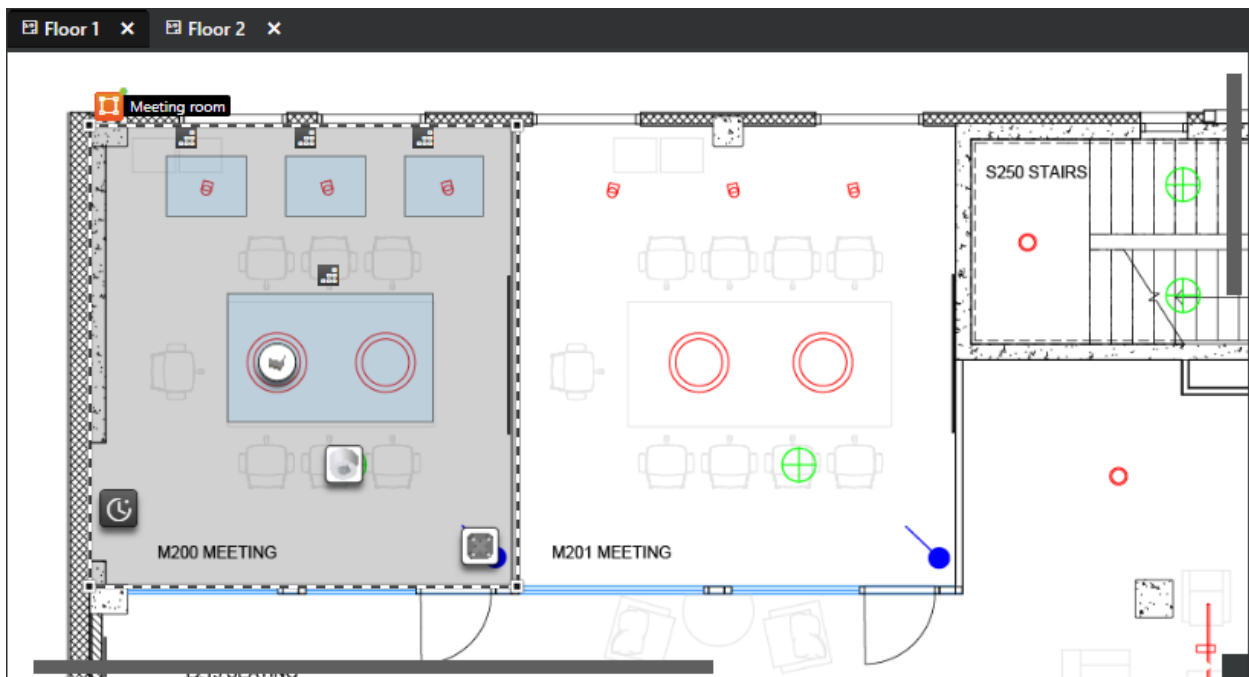 Floor 1
Floor 2
Meeting room
S250 STAIRS
M200 MEETING
M201 MEETING